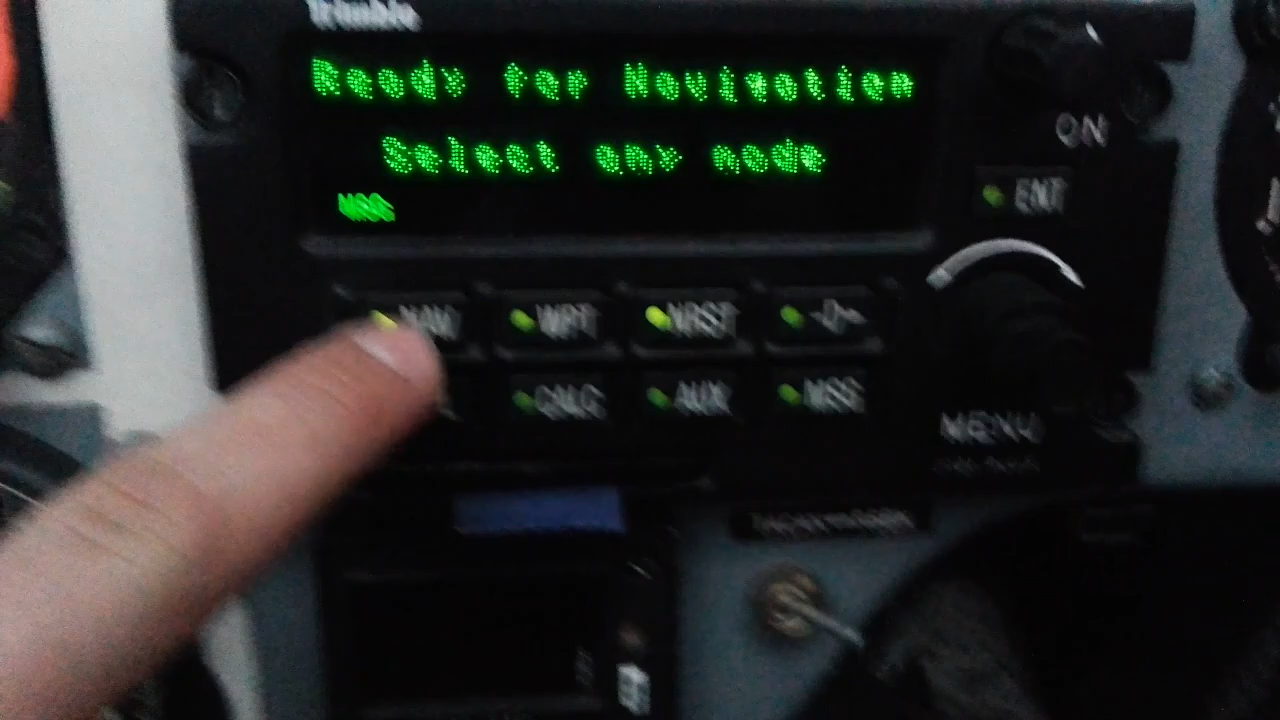 Trimble
Ready for Navigation
Select any mode
MSG
ON
ENT
NAV WPT NRST -D→
CALC AUX MSG
MENU